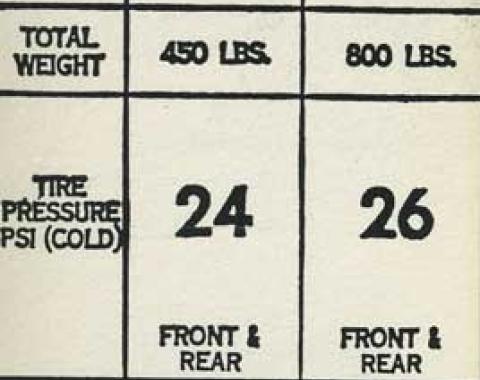 TOTAL
WEIGHT
450 LBS.
800 LBS.
TIRE
PRESSURE
PSI (COLD)
24
26
FRONT &
REAR
FRONT &
REAR